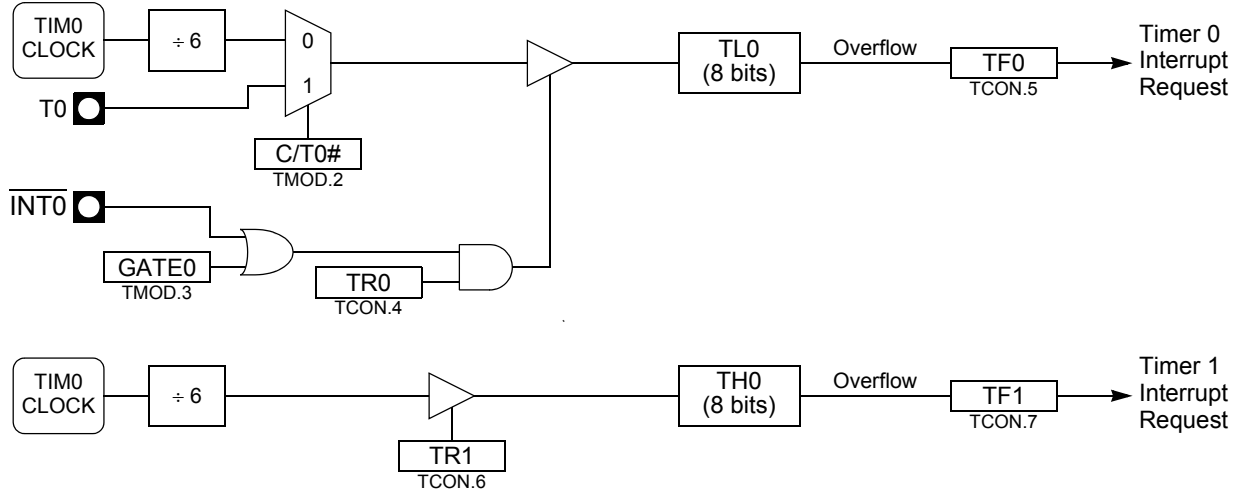 TIM0
CLOCK
÷ 6
0
1
T0
C/T0#
TMOD.2
TL0
(8 bits)
Overflow
TF0
TCON.5
Timer 0
Interrupt
Request
INT0
GATE0
TMOD.3
TR0
TCON.4
TIM0
CLOCK
÷ 6
TR1
TCON.6
TH0
(8 bits)
Overflow
TF1
TCON.7
Timer 1
Interrupt
Request